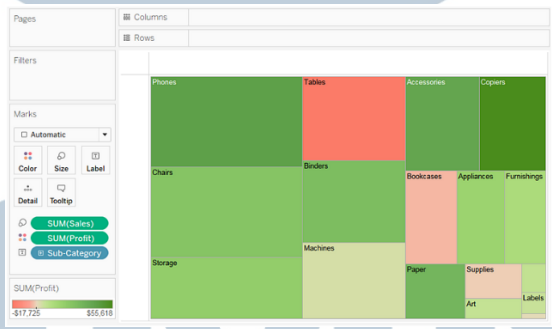 Pages
Columns
Rows
Filters
Marks
Automatic
Color Size Label
Detail Tooltip
SUM(Sales)
SUM(Profit)
Sub-Category
SUM(Profit)
-$17,725 $55,618
Phones Tables Accessories Copiers
Chairs Binders Bookcases Appliances Furnishings
Storage Machines Paper Supplies
Art Labels